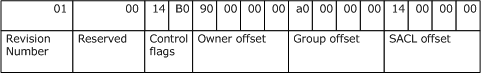 01 00 14 B0 90 00 00 00 a0 00 00 00 14 00 00 00
Revision Reserved Control Owner offset Group offset SACL offset
Number flags